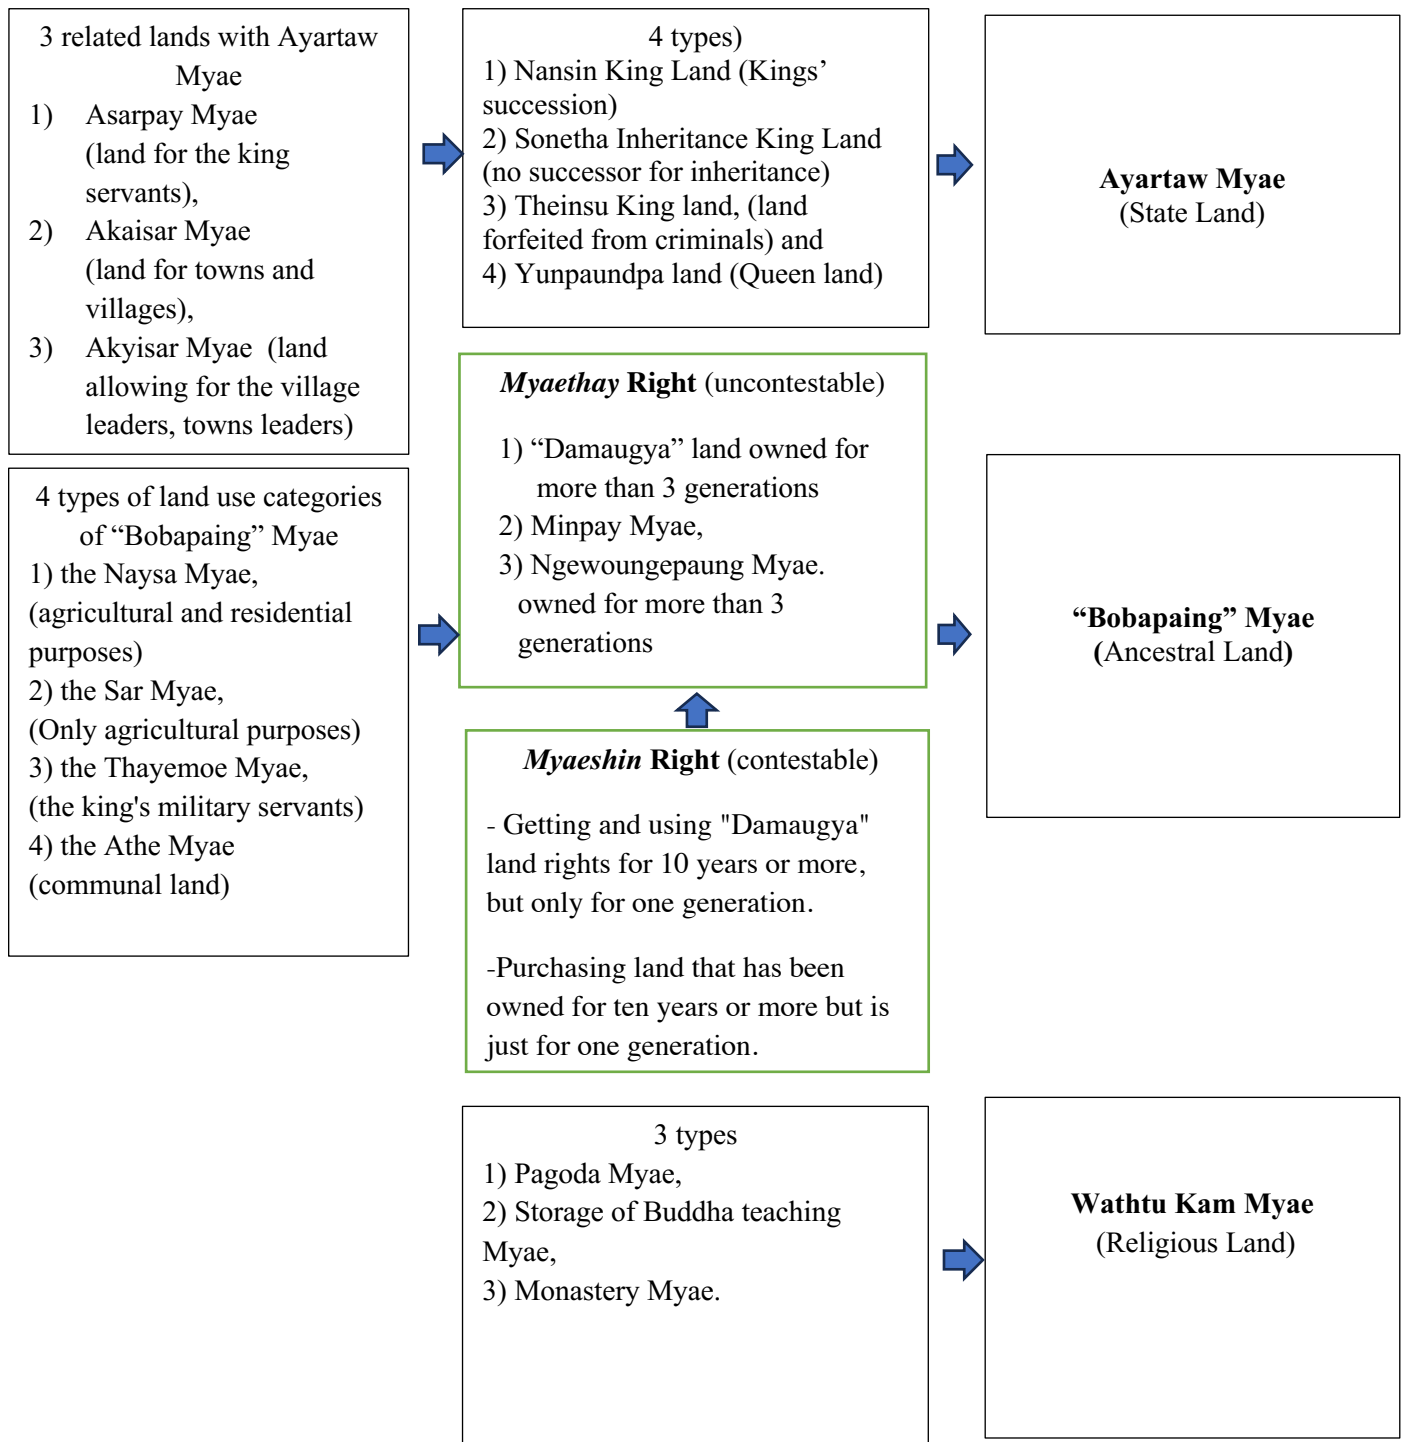 3 related lands with Ayartaw
Myae
1) Asarpay Myae
(land for the king
servants),
2) Akaisar Myae
(land for towns and
villages),
3) Akyisar Myae (land
allowing for the village
leaders, towns leaders)
4 types)
1) Nansin King Land (Kings’
succession)
2) Sonetha Inheritance King Land
(no successor for inheritance)
3) Theinsu King land, (land
forfeited from criminals) and
4) Yunpaundpa land (Queen land)
Ayartaw Myae
(State Land)
4 types of land use categories
of “Bobapaing” Myae
1) the Naysa Myae,
(agricultural and residential
purposes)
2) the Sar Myae,
(Only agricultural purposes)
3) the Thayemoe Myae,
(the king's military servants)
4) the Athe Myae
(communal land)
Myaethay Right (uncontestable)
1) “Damaugya” land owned for
more than 3 generations
2) Minpay Myae,
3) Ngewoungepaung Myae.
owned for more than 3
generations
“Bobapaing” Myae
(Ancestral Land)
Myaeshin Right (contestable)
- Getting and using "Damaugya"
land rights for 10 years or more,
but only for one generation.
-Purchasing land that has been
owned for ten years or more but is
just for one generation.
3 types
1) Pagoda Myae,
2) Storage of Buddha teaching
Myae,
3) Monastery Myae.
Wathtu Kam Myae
(Religious Land)